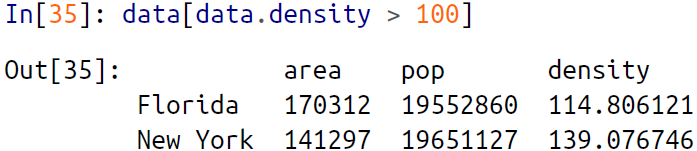 In[35]: data[data.density > 100]
Out[35]: area pop density
Florida 170312 19552860 114.806121
New York 141297 19651127 139.076746